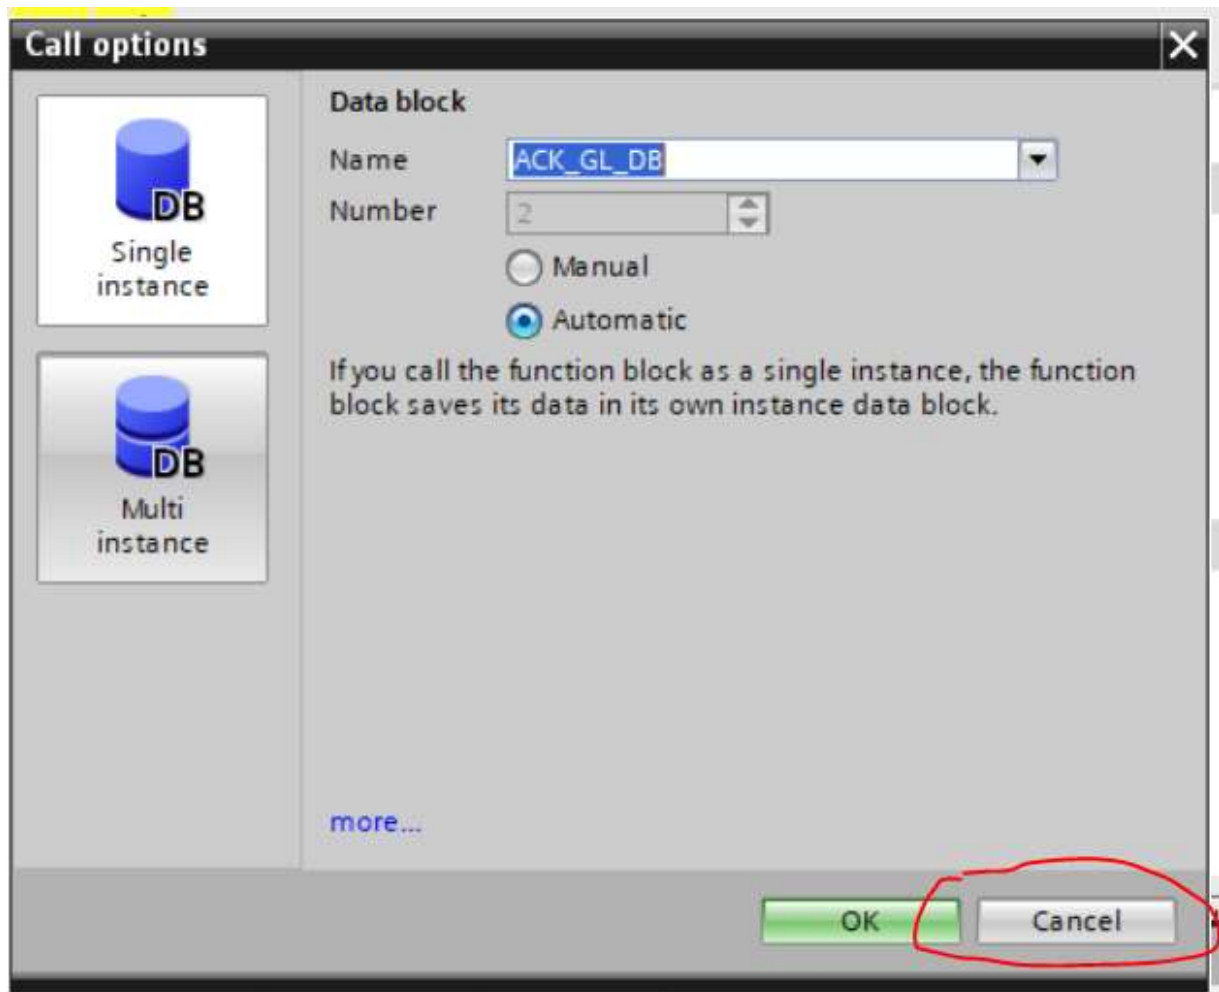 Call options
DB
Single
instance
DB
Multi
instance
Data block
Name
ACK_GL_DB
Number
2
Manual
Automatic
If you call the function block as a single instance, the function
block saves its data in its own instance data block.
more...
OK
Cancel